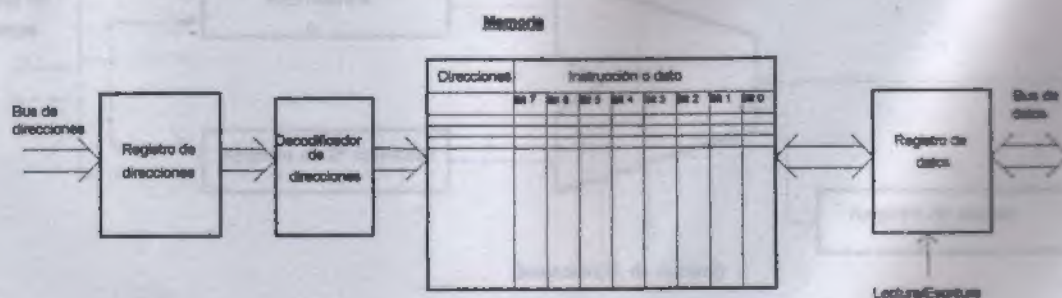 Memoria
Direcciones
Instrucción o dato
Bit 7 Bit 6 Bit 5 Bit 4 Bit 3 Bit 2 Bit 1 Bit 0
Bus de
direcciones
Registro de
direcciones
Decodificador
de
direcciones
Registro de
datos
Bus de
datos
Lectura/Escritura